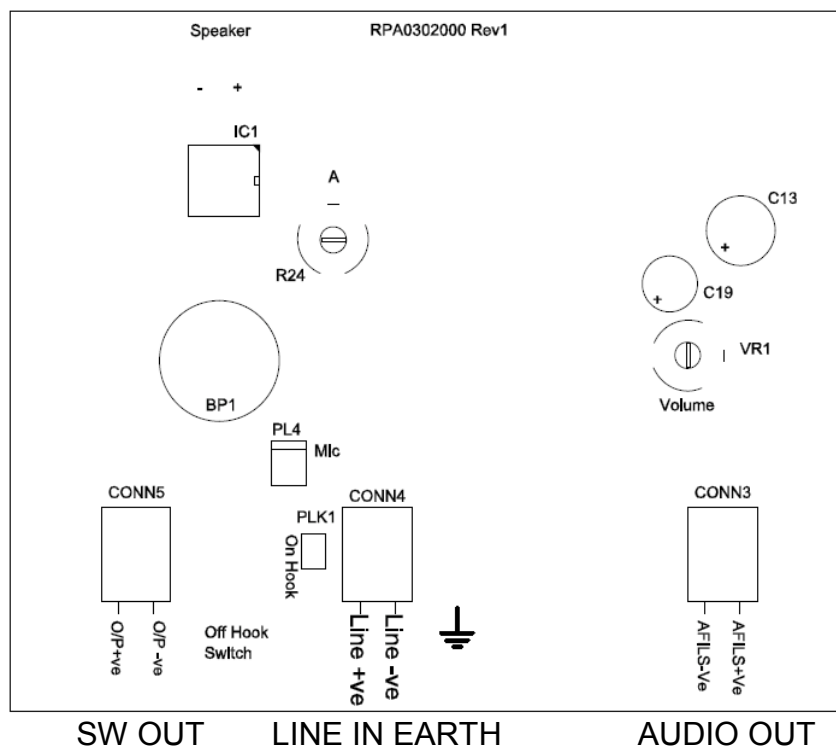 Speaker
RPA0302000 Rev1
- +
IC1
A
C13
R24
C19
VR1
BP1
Volume
PL4
Mic
CONN5
CONN4
CONN3
PLK1
On Hook
O/P+ve
O/P-ve
Off Hook
Switch
Line +ve
Line -ve
AFILS-Ve
AFILS+Ve
SW OUT
LINE IN EARTH
AUDIO OUT